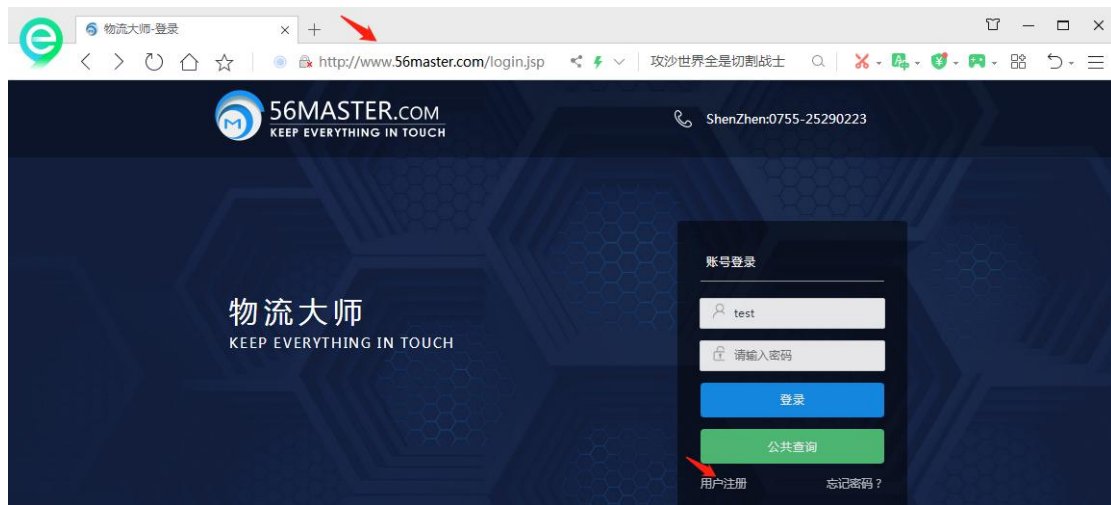 物流大师-登录
http://www.56master.com/login.jsp
攻沙世界全是切割战士
56MASTER.COM
KEEP EVERYTHING IN TOUCH
ShenZhen:0755-25290223
账号登录
物流大师
KEEP EVERYTHING IN TOUCH
test
请输入密码
登录
公共查询
用户注册 忘记密码？